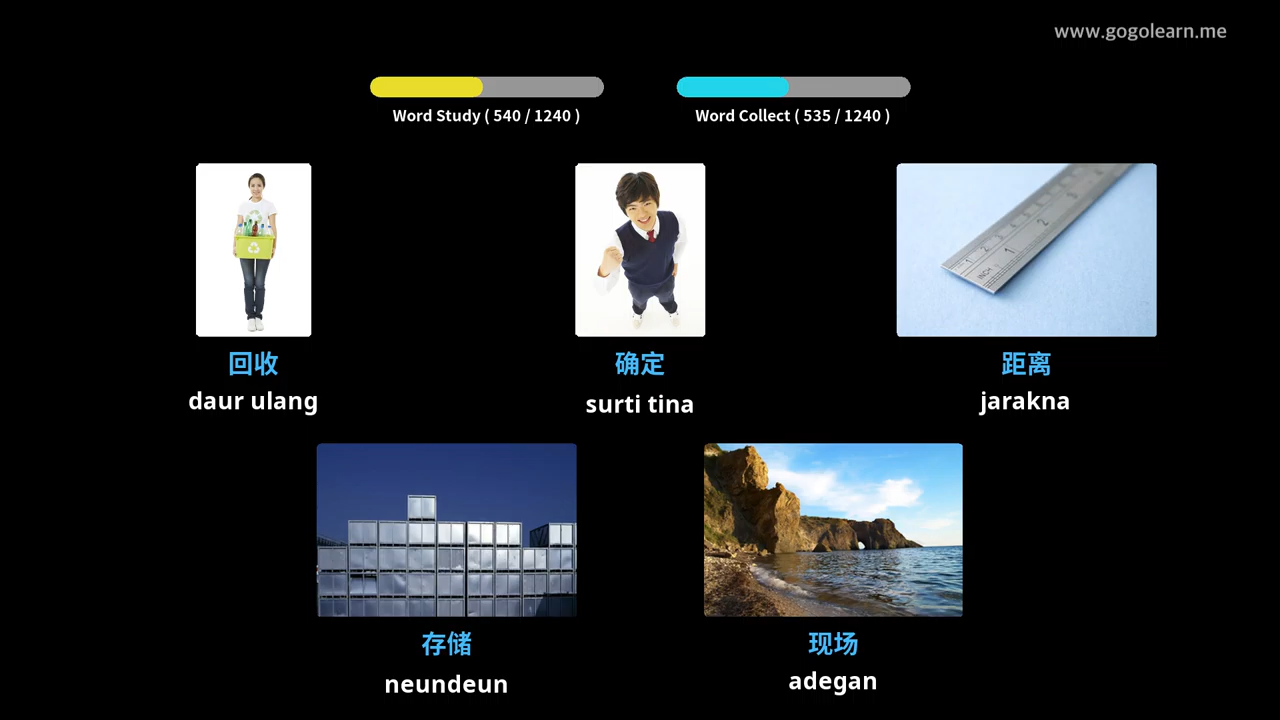 www.gogolearn.me
Word Study ( 540 / 1240 )
Word Collect ( 535 / 1240 )
回收
daur ulang
确定
surti tina
距离
jarakna
存储
neundeun
现场
adegan